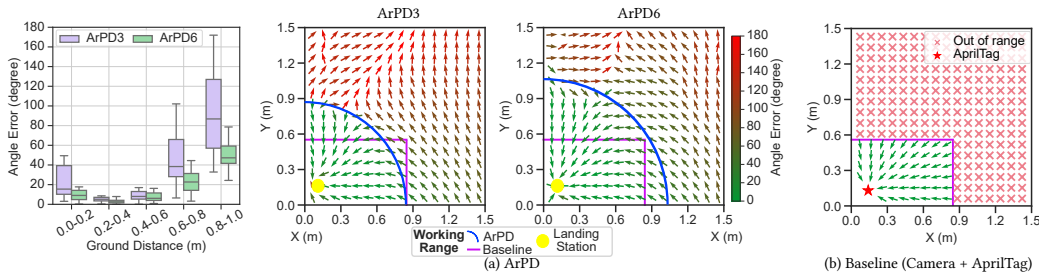 ArPD3 ArPD6
180
160
140
120
100
80
60
40
20
0
Angle Error (degree)
ArPD3 ArPD6
0.0-0.2 0.2-0.4 0.4-0.6 0.6-0.8 0.8-1.0
Ground Distance (m)
1.5
1.2
0.9
0.6
0.3
0.0
Y (m)
0.0 0.3 0.6 0.9 1.2 1.5
X (m)
1.5
1.2
0.9
0.6
0.3
0.0
Y (m)
0.0 0.3 0.6 0.9 1.2 1.5
X (m)
180
160
140
120
100
80
60
40
20
0
Angle Error (degree)
Working Range
ArPD
Baseline
Landing Station
(a) ArPD
1.5
1.2
0.9
0.6
0.3
0.0
Y (m)
Out of range
AprilTag
0.0 0.3 0.6 0.9 1.2 1.5
X (m)
(b) Baseline (Camera + AprilTag)